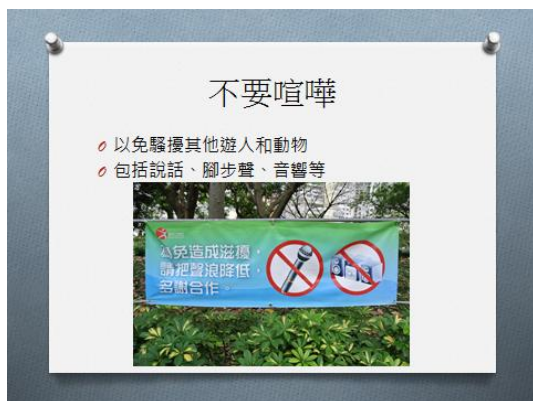 不要喧嘩
以免騷擾其他遊人和動物
包括說話、腳步聲、音響等
為免造成滋擾，
請把聲浪降低，
多謝合作。